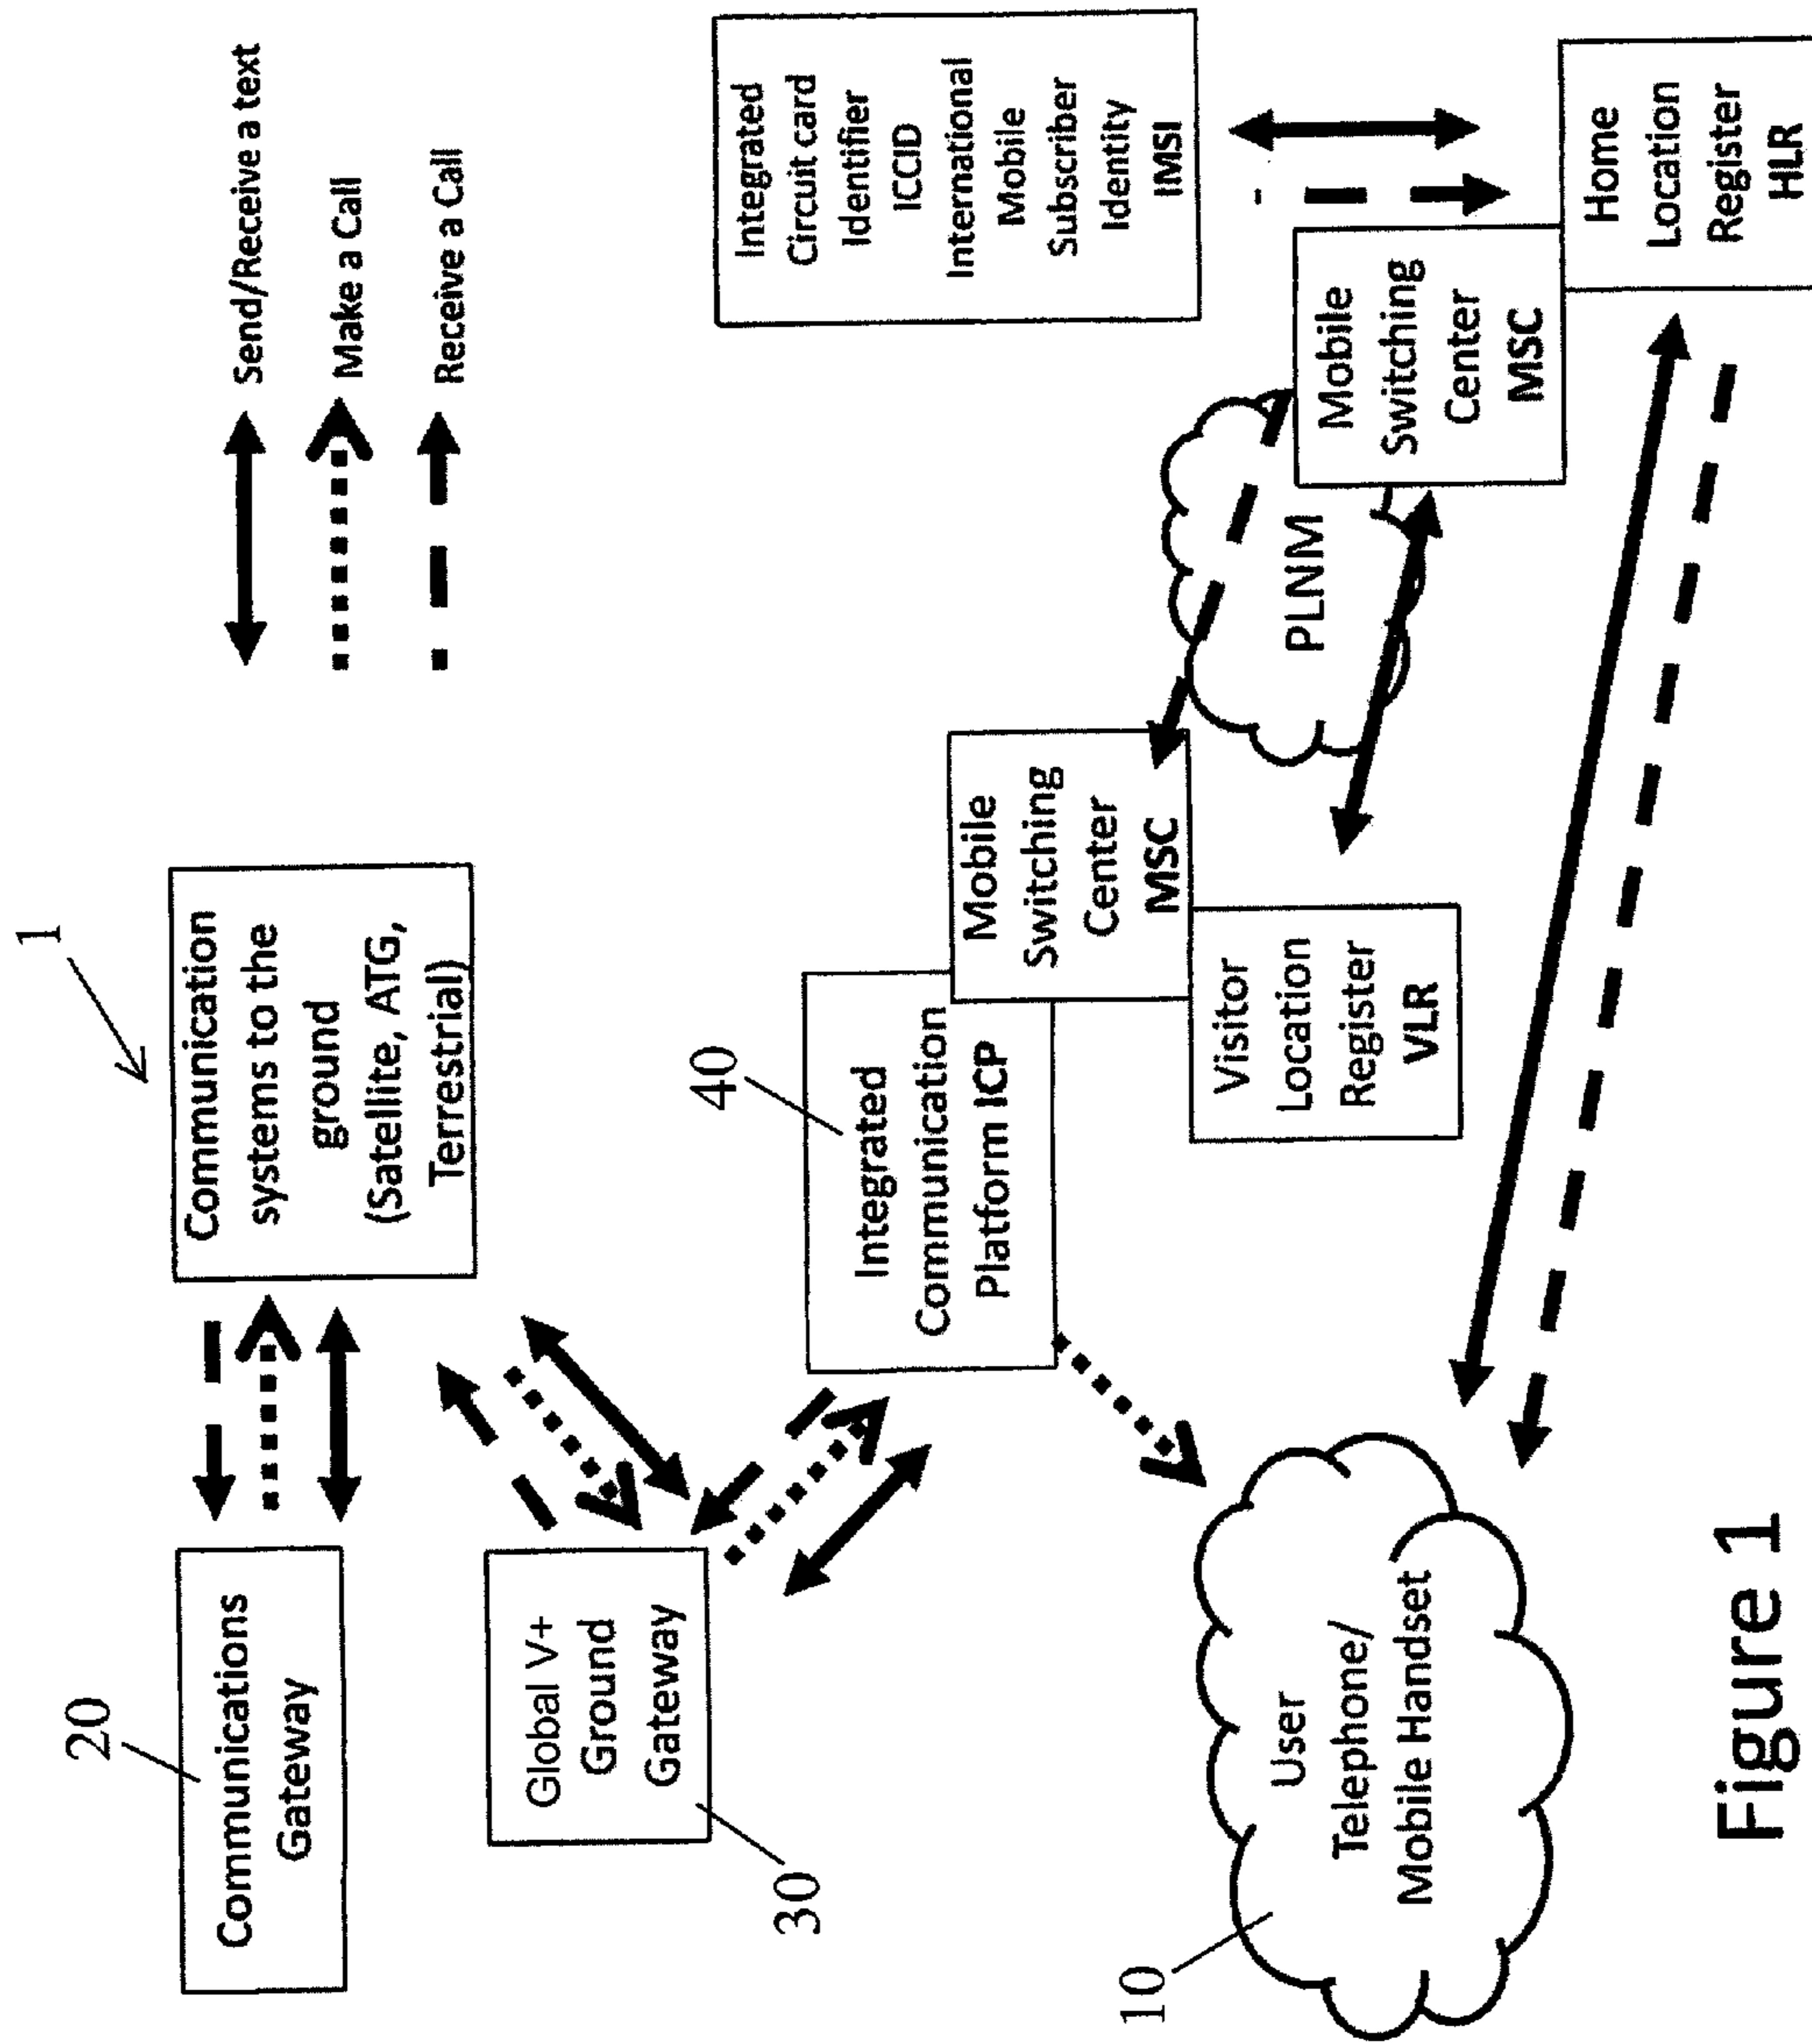 1
20
Communications
Gateway
Communication
systems to the
ground
(Satellite, ATG,
Terrestrial)
Send/Receive a text
Make a Call
Receive a Call
Global V+
Ground
Gateway
30
40
Integrated
Communication
Platform ICP
Mobile
Switching
Center
MSC
Visitor
Location
Register
VLR
PLNM
Integrated
Circuit card
Identifier
ICCID
International
Mobile
Subscriber
Identity
IMSI
Mobile
Switching
Center
MSC
Home
Location
Register
HLR
10
User
Telephone/
Mobile Handset
Figure 1